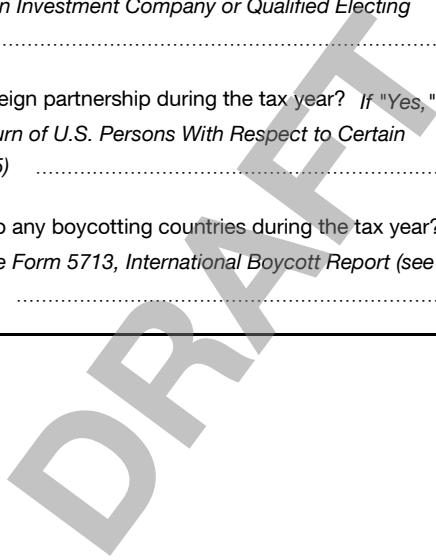 n Investment Company or Qualified Electing
........................................................................
eign partnership during the tax year? If "Yes,"
urn of U.S. Persons With Respect to Certain
) ....................................................................
o any boycotting countries during the tax year?
e Form 5713, International Boycott Report (see
........................................................................
DRAFT